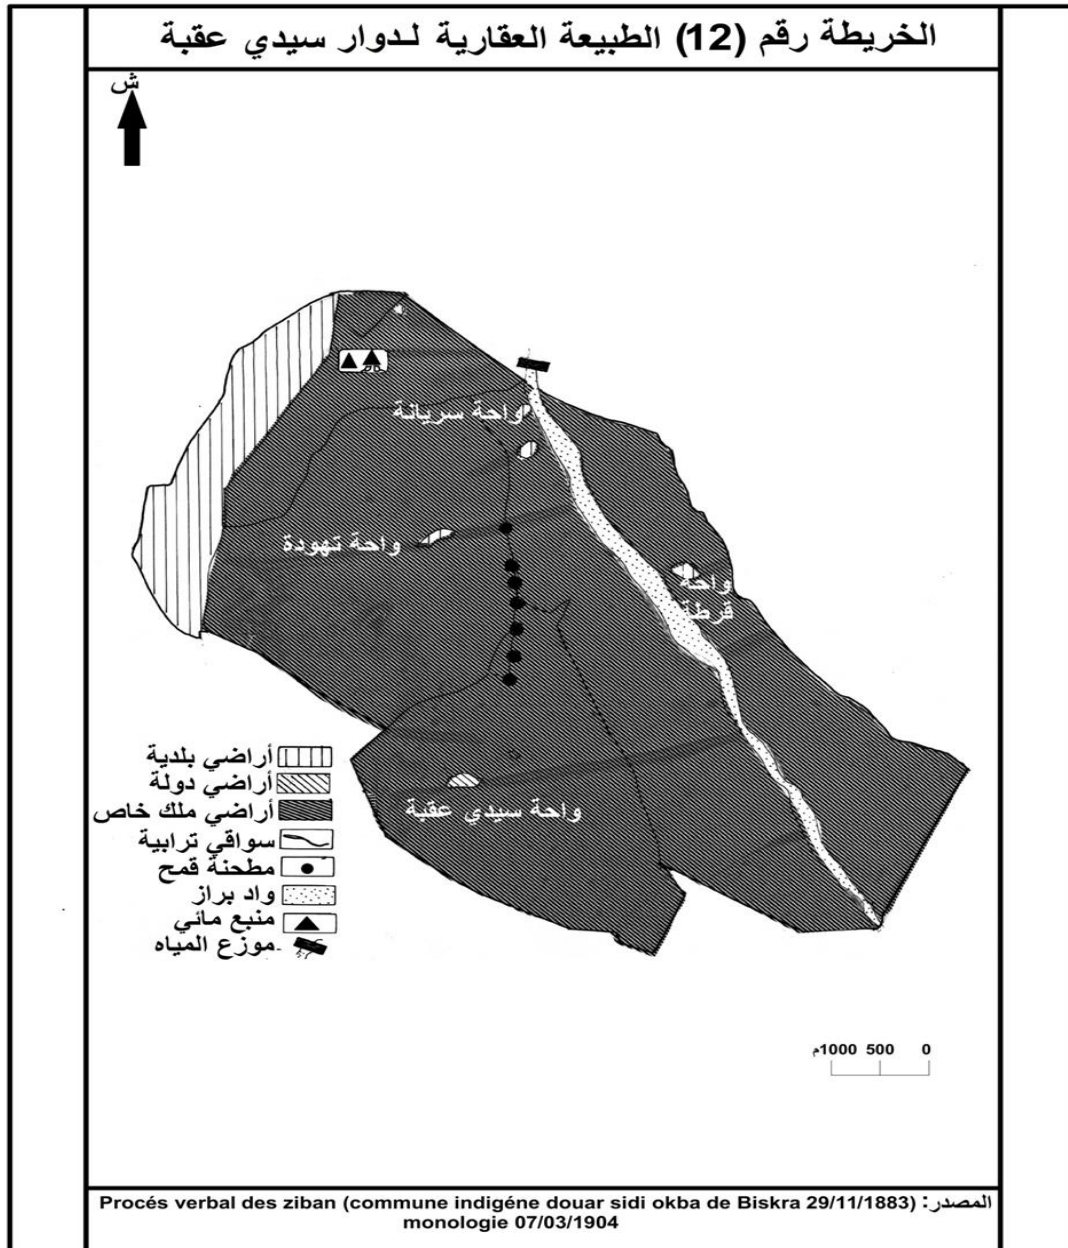 الخريطة رقم (12) الطبيعة العقارية لـدوار سيدي عقبة
ش
واحة سريانة
واحة تهودة
واحة
قرطة
واحة سيدي عقبة
أراضي بلدية
أراضي دولة
أراضي ملك خاص
سواقي ترابية
مطحنة قمح
واد براز
منبع مائي
موزع المياه
0 500 1000م
المصدر: Procés verbal des ziban (commune indigéne douar sidi okba de Biskra 29/11/1883)
monologie 07/03/1904